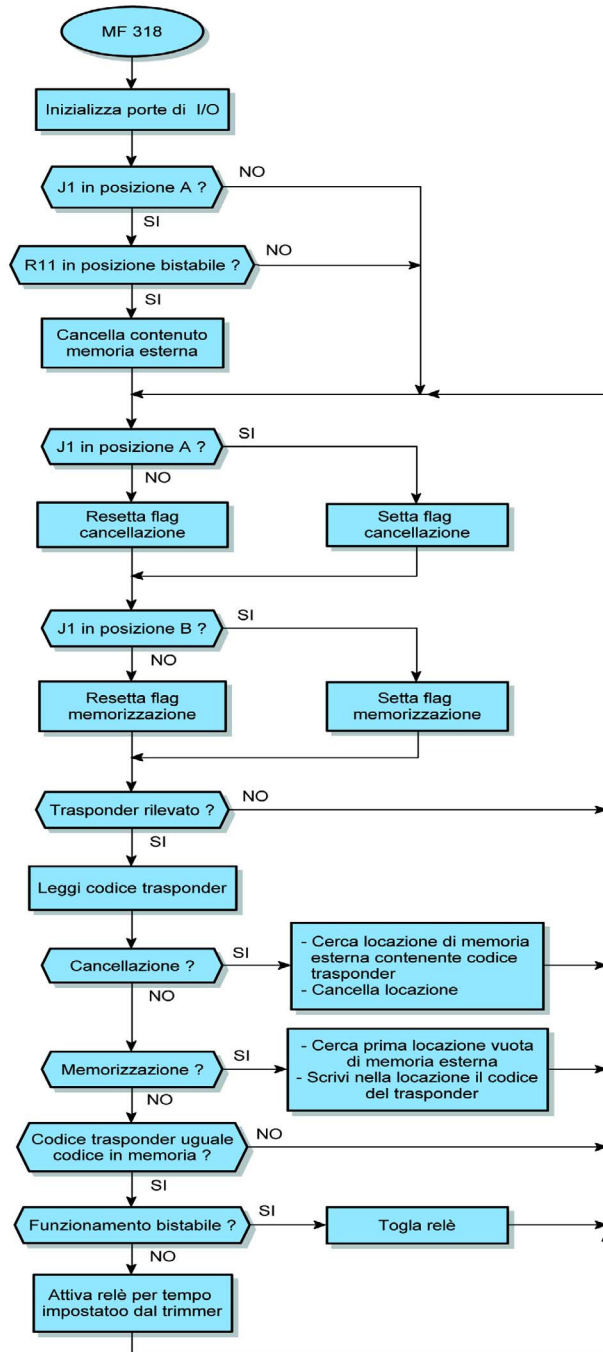 MF 318
Inizializza porte di I/O
J1 in posizione A ?
NO
SI
R11 in posizione bistabile ?
NO
SI
Cancella contenuto
memoria esterna
J1 in posizione A ?
SI
NO
Resetta flag
cancellazione
Setta flag
cancellazione
J1 in posizione B ?
SI
NO
Resetta flag
memorizzazione
Setta flag
memorizzazione
Trasponder rilevato ?
NO
SI
Leggi codice trasponder
Cancellazione ?
SI
NO
- Cerca locazione di memoria
esterna contenente codice
trasponder
- Cancella locazione
Memorizzazione ?
SI
NO
- Cerca prima locazione vuota
di memoria esterna
- Scrivi nella locazione il codice
del trasponder
Codice trasponder uguale
codice in memoria ?
NO
SI
Funzionamento bistabile ?
SI
NO
Togla relè
Attiva relè per tempo
impostatoo dal trimmer